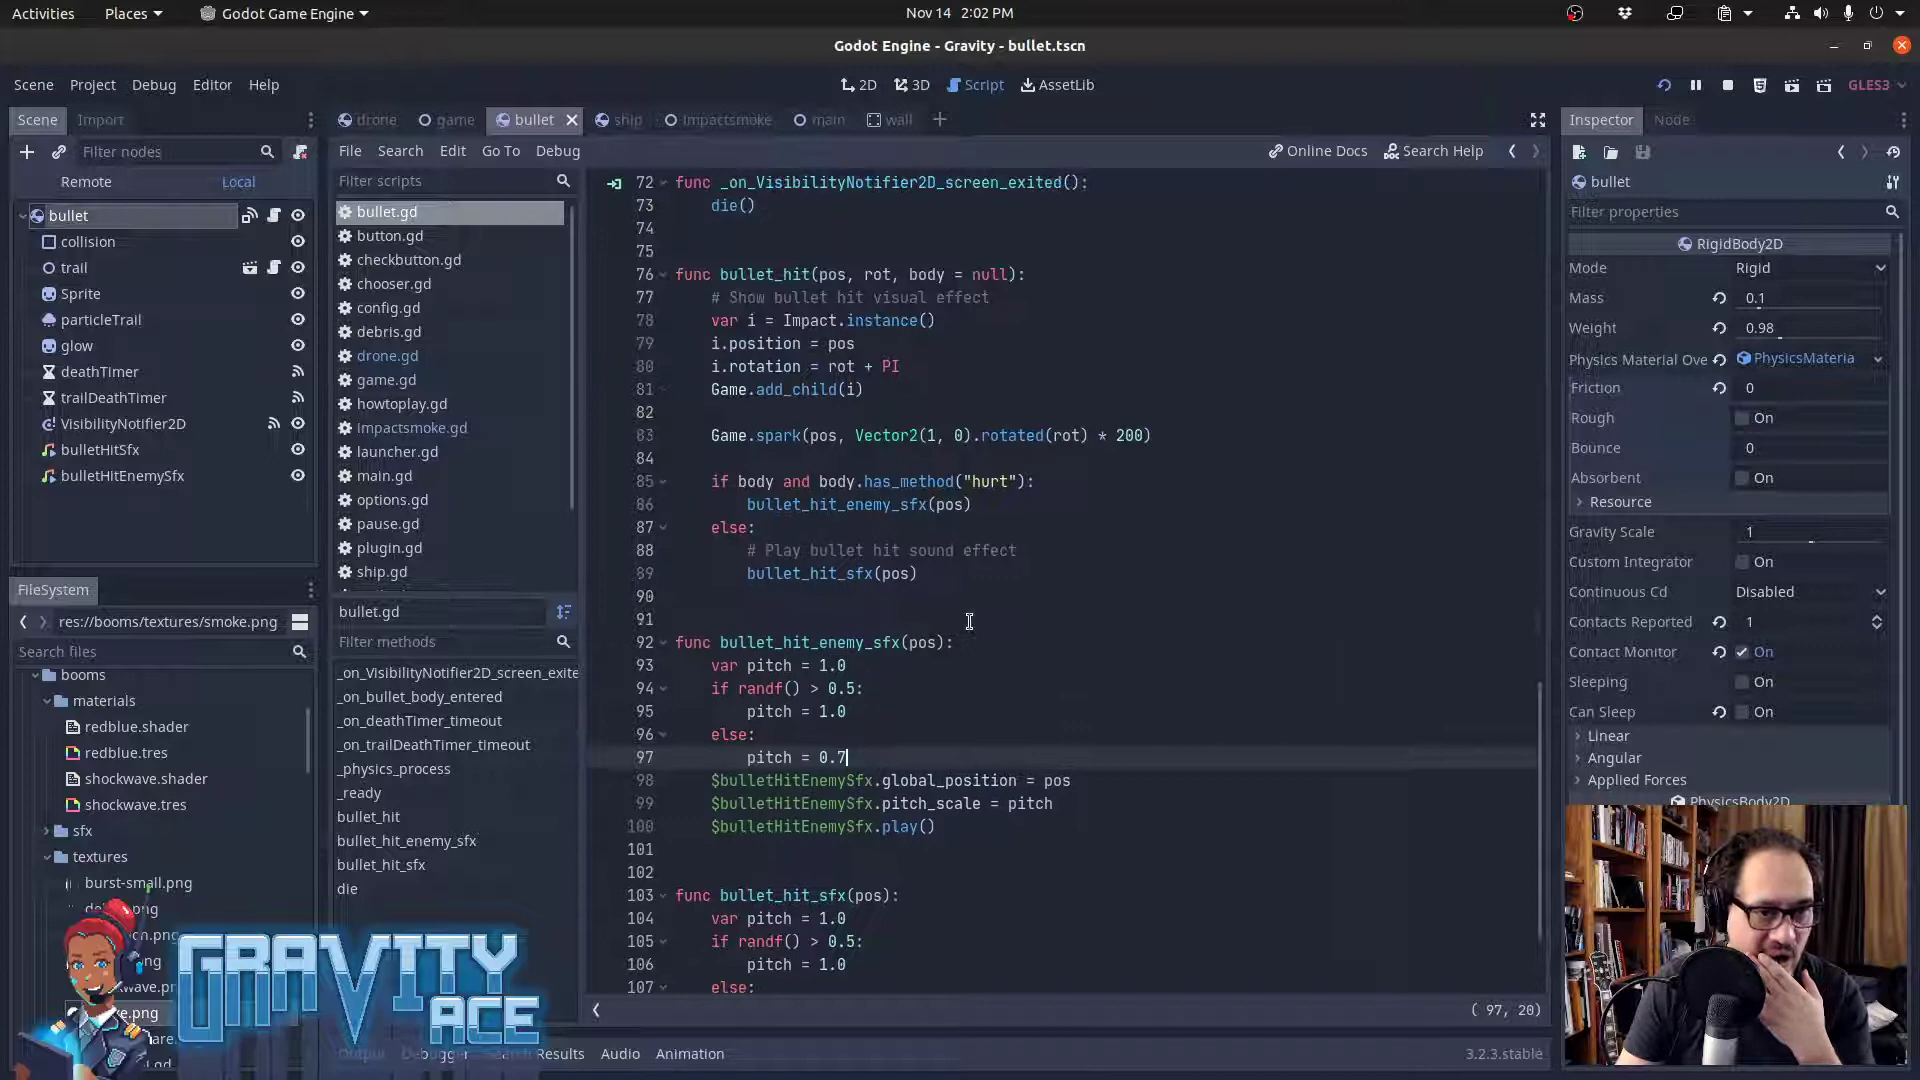 Activities Places Godot Game Engine Nov 14 2:02 PM
Godot Engine - Gravity - bullet.tscn
Scene Project Debug Editor Help
2D 3D Script AssetLib
GLES3
Scene Import
drone game bullet ship impactsmoke main wall
Inspector Node
Filter nodes
File Search Edit Go To Debug
Online Docs Search Help
Remote Local
bullet
collision
trail
Sprite
particleTrail
glow
deathTimer
trailDeathTimer
VisibilityNotifier2D
bulletHitSfx
bulletHitEnemySfx
FileSystem
res://booms/textures/smoke.png
Search files
booms
materials
redblue.shader
redblue.tres
shockwave.shader
shockwave.tres
sfx
textures
burst-small.png
Filter scripts
bullet.gd
button.gd
checkbutton.gd
chooser.gd
config.gd
debris.gd
drone.gd
game.gd
howtoplay.gd
impactsmoke.gd
launcher.gd
main.gd
options.gd
pause.gd
plugin.gd
ship.gd
bullet.gd
Filter methods
_on_VisibilityNotifier2D_screen_exite
_on_bullet_body_entered
_on_deathTimer_timeout
_on_trailDeathTimer_timeout
_physics_process
_ready
bullet_hit
bullet_hit_enemy_sfx
bullet_hit_sfx
die
72 func _on_VisibilityNotifier2D_screen_exited():
73 die()
74
75
76 func bullet_hit(pos, rot, body = null):
77 # Show bullet hit visual effect
78 var i = Impact.instance()
79 i.position = pos
80 i.rotation = rot + PI
81 Game.add_child(i)
82
83 Game.spark(pos, Vector2(1, 0).rotated(rot) * 200)
84
85 if body and body.has_method("hurt"):
86 bullet_hit_enemy_sfx(pos)
87 else:
88 # Play bullet hit sound effect
89 bullet_hit_sfx(pos)
90
91
92 func bullet_hit_enemy_sfx(pos):
93 var pitch = 1.0
94 if randf() > 0.5:
95 pitch = 1.0
96 else:
97 pitch = 0.7
98 $bulletHitEnemySfx.global_position = pos
99 $bulletHitEnemySfx.pitch_scale = pitch
100 $bulletHitEnemySfx.play()
101
102
103 func bullet_hit_sfx(pos):
104 var pitch = 1.0
105 if randf() > 0.5:
106 pitch = 1.0
107 else:
( 97, 20)
bullet
Filter properties
RigidBody2D
Mode Rigid
Mass 0.1
Weight 0.98
Physics Material Ove PhysicsMateria
Friction 0
Rough On
Bounce 0
Absorbent On
Resource
Gravity Scale 1
Custom Integrator On
Continuous Cd Disabled
Contacts Reported 1
Contact Monitor On
Sleeping On
Can Sleep On
Linear
Angular
Applied Forces
PhysicsBody2D
GRAVITY
ACE
Output Debugger Search Results Audio Animation
3.2.3.stable